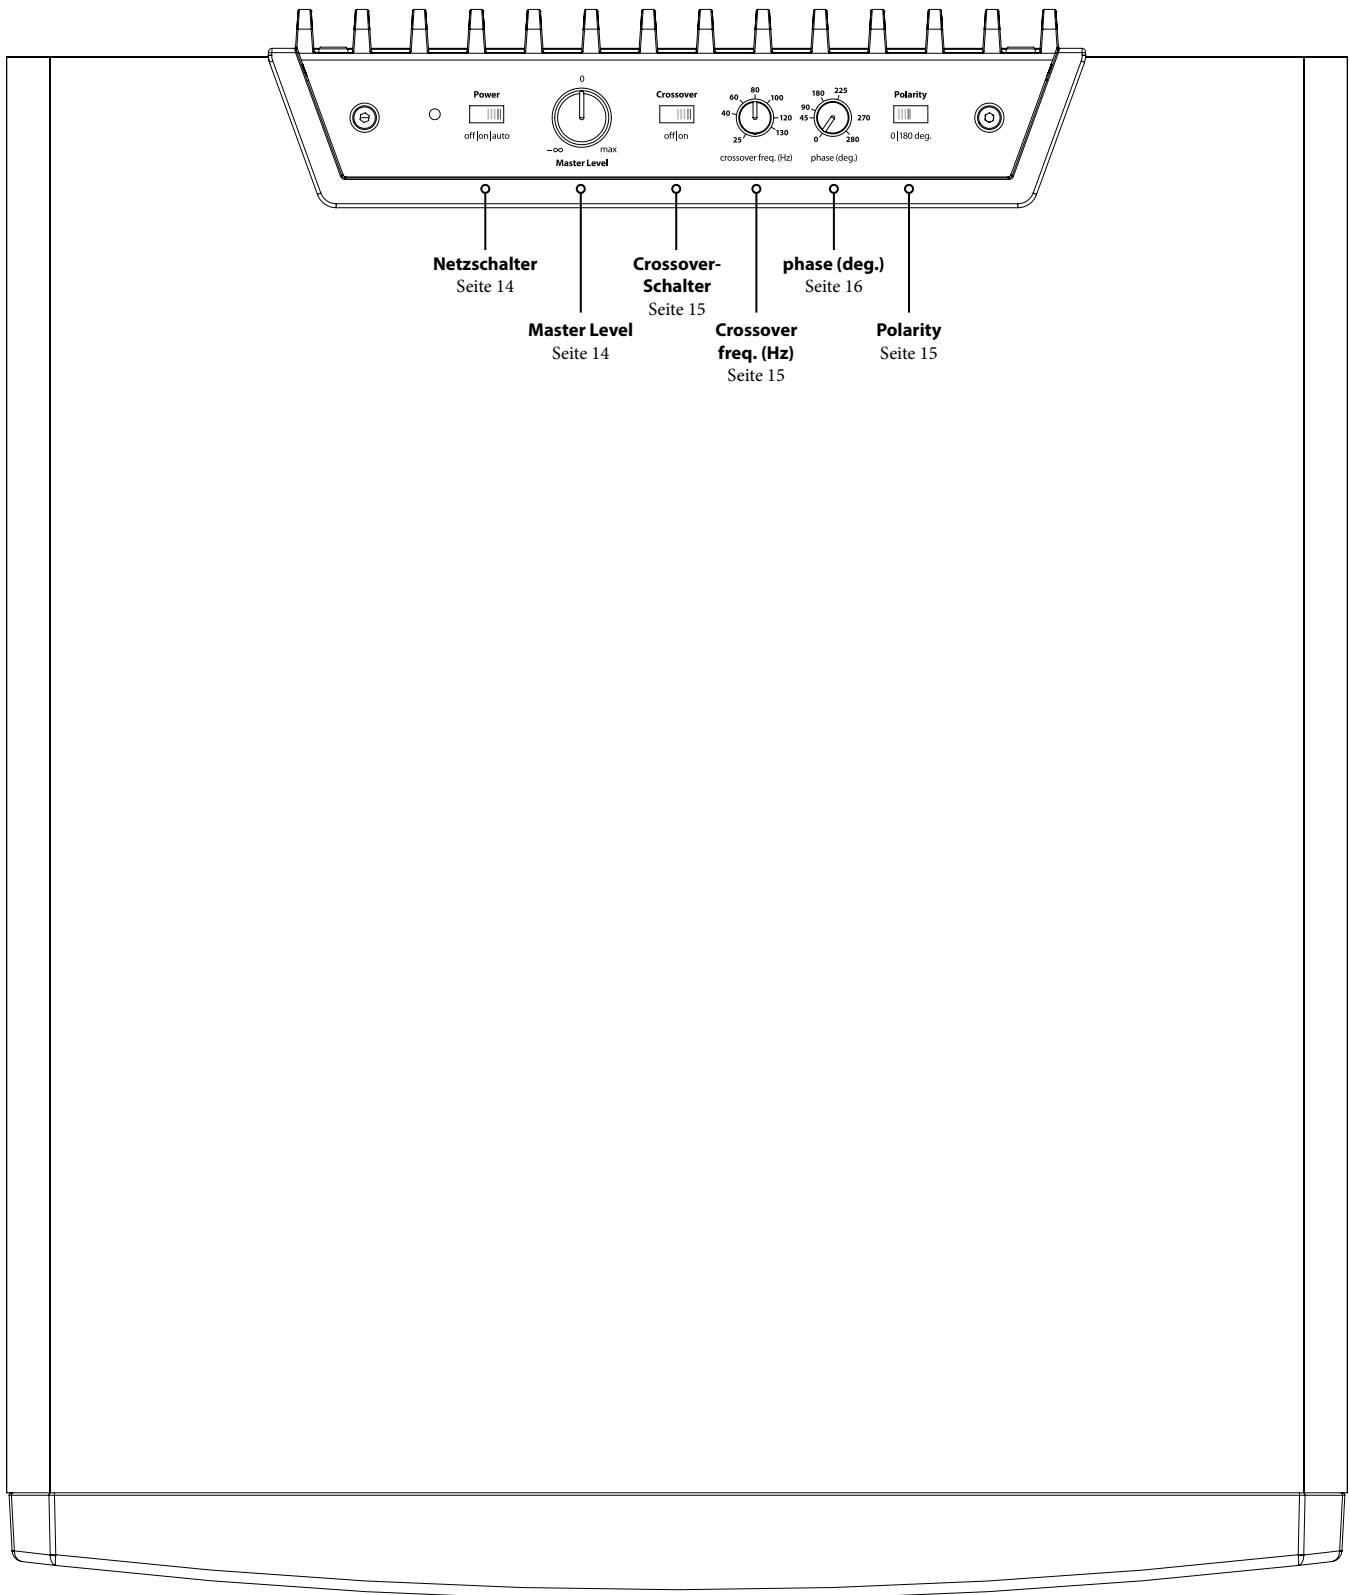 0
Power
off|on|auto
−∞
max
Master Level
Crossover
off|on
80
60
100
40
120
130
25
crossover freq. (Hz)
180
225
90
45
270
0
280
phase (deg.)
Polarity
0|180 deg.
Netzschalter
Seite 14
Master Level
Seite 14
Crossover-
Schalter
Seite 15
Crossover
freq. (Hz)
Seite 15
phase (deg.)
Seite 16
Polarity
Seite 15